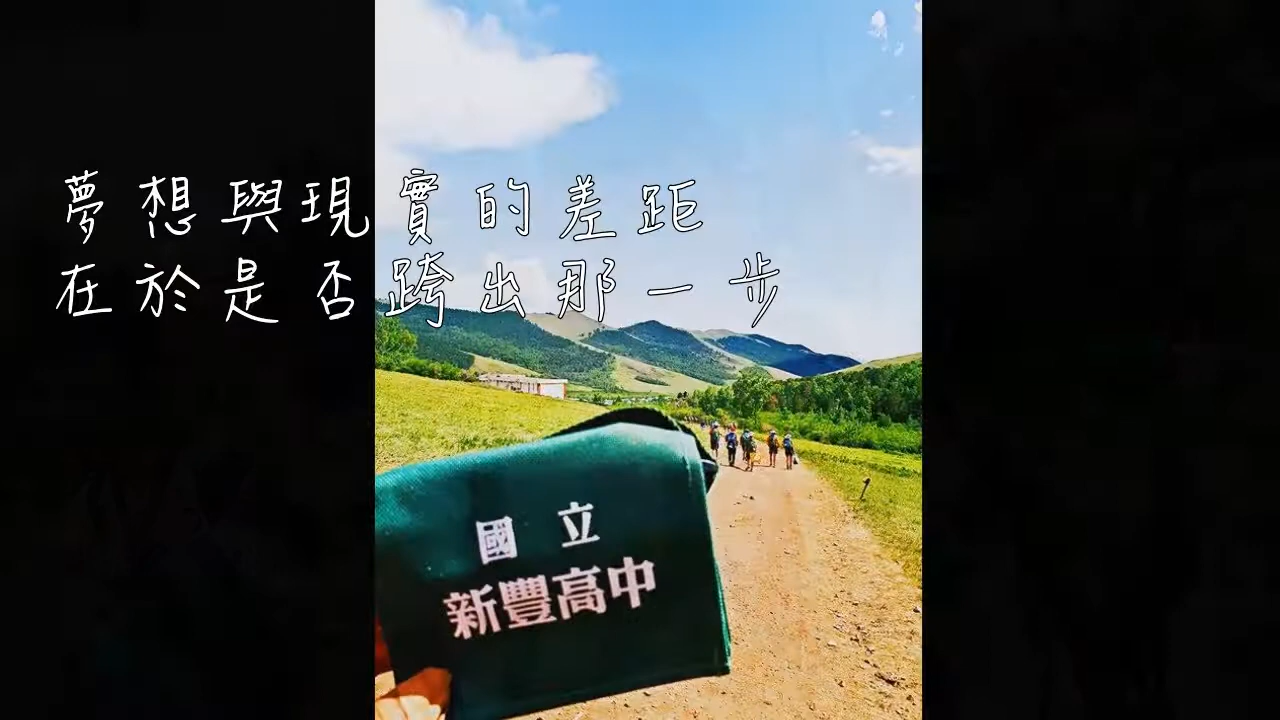 夢想與現實的差距
在於是否跨出那一步
國立
新豐高中